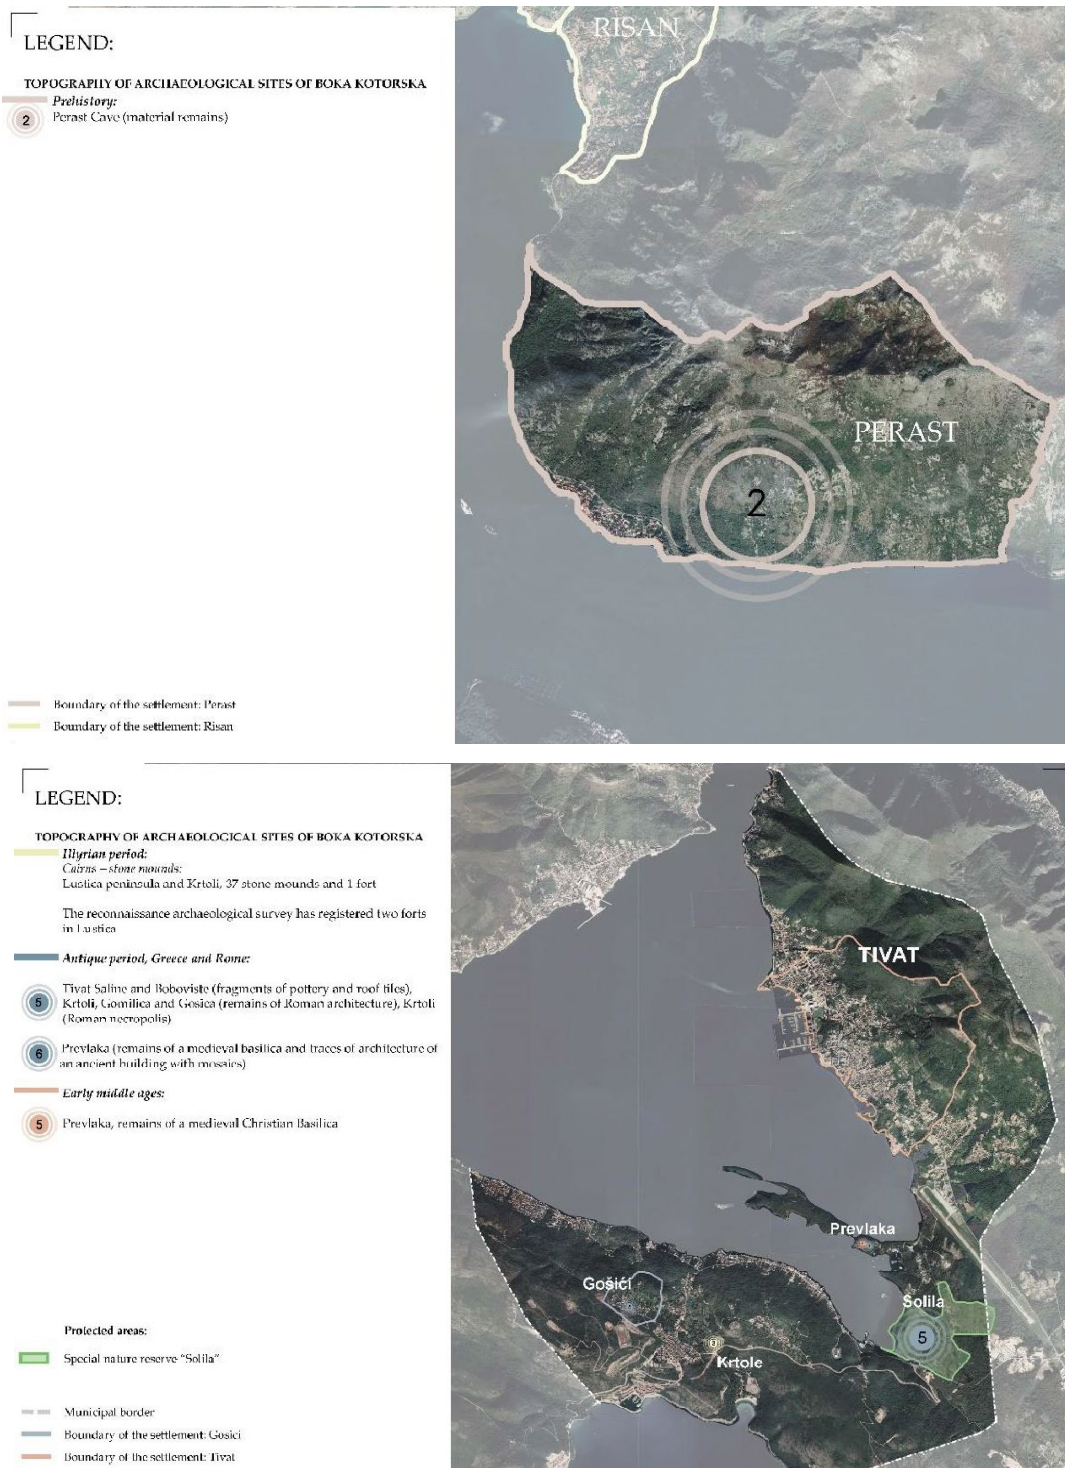 LEGEND:
TOPOGRAPHY OF ARCHAEOLOGICAL SITES OF BOKA KOTORSKA
Prehistory:
2
Perast Cave (material remains)
Boundary of the settlement: Perast
Boundary of the settlement: Risan
RISAN
PERAST
2
LEGEND:
TOPOGRAPHY OF ARCHAEOLOGICAL SITES OF BOKA KOTORSKA
Illyrian period:
Cairns – stone mounds:
Lustica peninsula and Krtoli, 37 stone mounds and 1 fort
The reconnaissance archaeological survey has registered two forts
in Lustica
Antique period, Greece and Rome:
5
Tivat Saline and Boboviste (fragments of pottery and roof tiles),
Krtoli, Gomilica and Gosica (remains of Roman architecture), Krtoli
(Roman necropolis)
6
Prevlaka (remains of a medieval basilica and traces of architecture of
an ancient building with mosaics)
Early middle ages:
5
Prevlaka, remains of a medieval Christian Basilica
Protected areas:
Special nature reserve "Solila"
Municipal border
Boundary of the settlement: Gosici
Boundary of the settlement: Tivat
TIVAT
Prevlaka
Gošići
Solila
5
Krtole